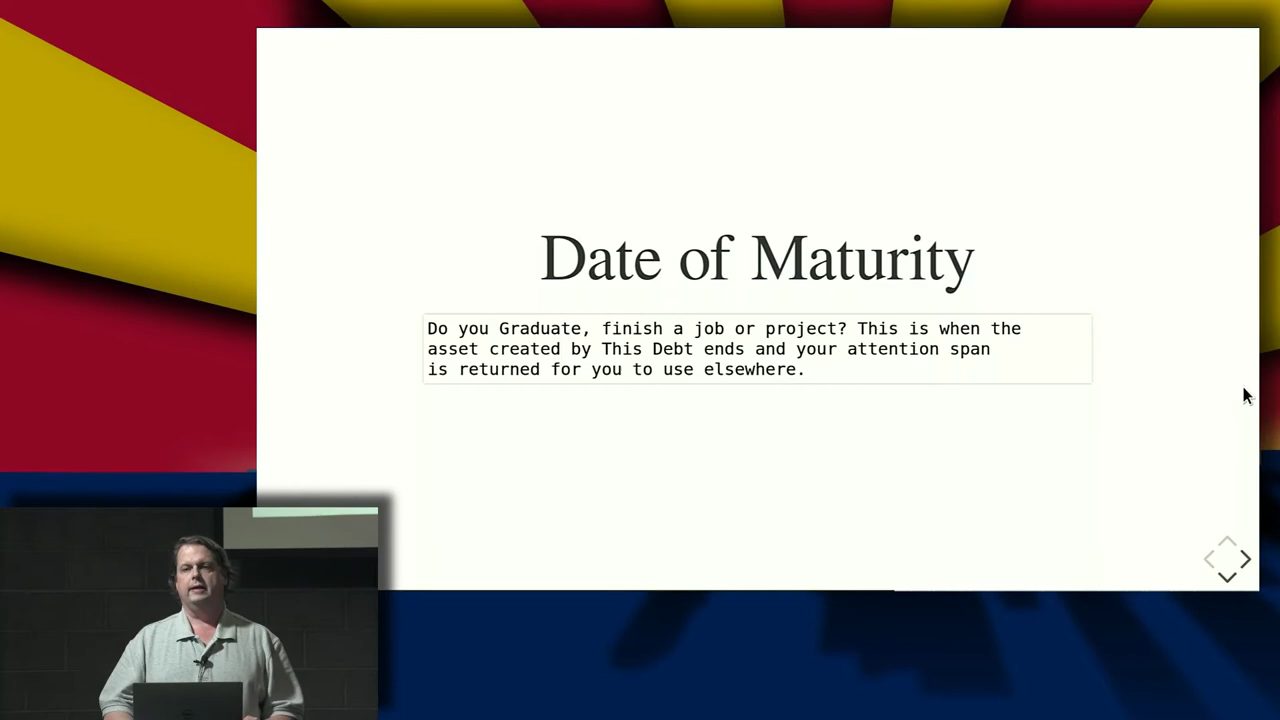 Date of Maturity
Do you Graduate, finish a job or project? This is when the
asset created by This Debt ends and your attention span
is returned for you to use elsewhere.